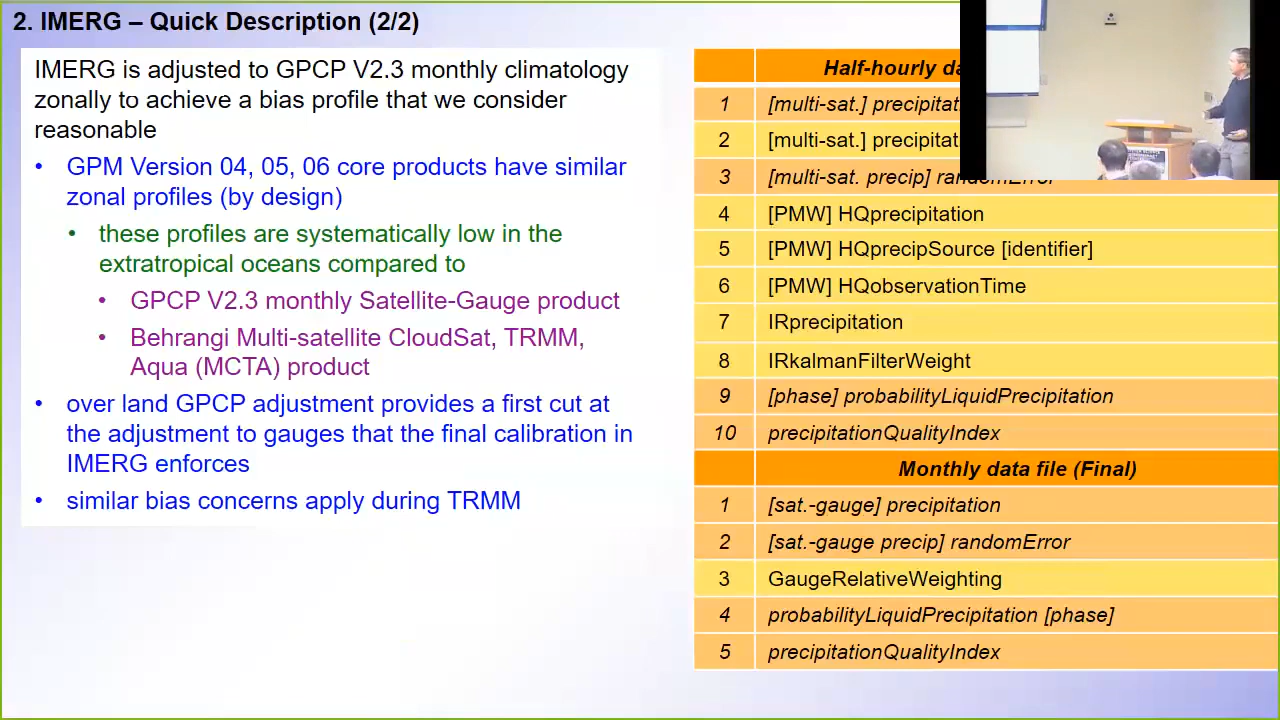 2. IMERG – Quick Description (2/2)
IMERG is adjusted to GPCP V2.3 monthly climatology
zonally to achieve a bias profile that we consider
reasonable
• GPM Version 04, 05, 06 core products have similar
zonal profiles (by design)
• these profiles are systematically low in the
extratropical oceans compared to
• GPCP V2.3 monthly Satellite-Gauge product
• Behrangi Multi-satellite CloudSat, TRMM,
Aqua (MCTA) product
• over land GPCP adjustment provides a first cut at
the adjustment to gauges that the final calibration in
IMERG enforces
• similar bias concerns apply during TRMM
Half-hourly
1 [multi-sat.]
2 [multi-sat.]
3 [multi-sat. precip] randomError
4 [PMW] HQprecipitation
5 [PMW] HQprecipSource [identifier]
6 [PMW] HQobservationTime
7 IRprecipitation
8 IRkalmanFilterWeight
9 [phase] probabilityLiquidPrecipitation
10 precipitationQualityIndex
Monthly data file (Final)
1 [sat.-gauge] precipitation
2 [sat.-gauge precip] randomError
3 GaugeRelativeWeighting
4 probabilityLiquidPrecipitation [phase]
5 precipitationQualityIndex